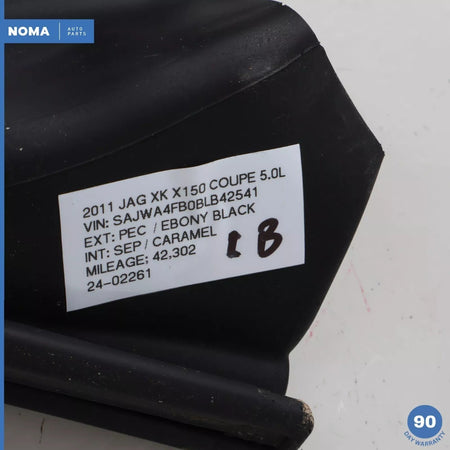 NOMA AUTO PARTS
2011 JAG XK X150 COUPE 5.0L
VIN: SAJWA4FB0BLB42541
EXT: PEC / EBONY BLACK
INT: SEP / CARAMEL
MILEAGE; 42,302
24-02261
1B
90
DAY WARRANTY